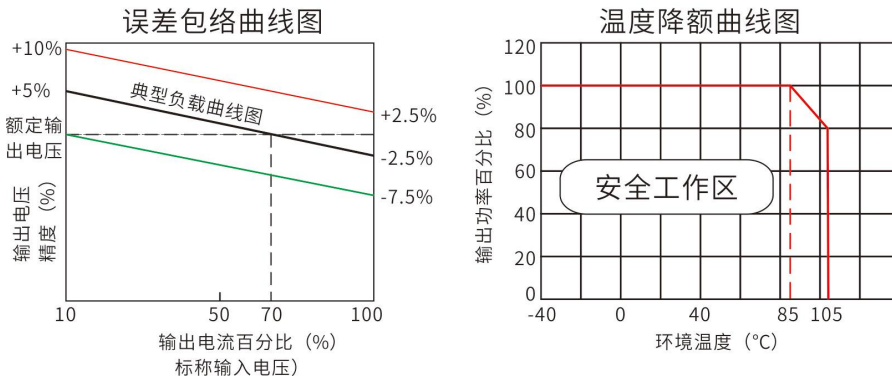 误差包络曲线图
+10%
+5%
额定输
出电压
输出电压
精度（%）
典型负载曲线图
+2.5%
-2.5%
-7.5%
10
50
70
100
输出电流百分比（%）
标称输入电压）
温度降额曲线图
输出功率百分比（%）
120
100
80
60
40
20
0
安全工作区
-40
0
40
85
105
环境温度（℃）